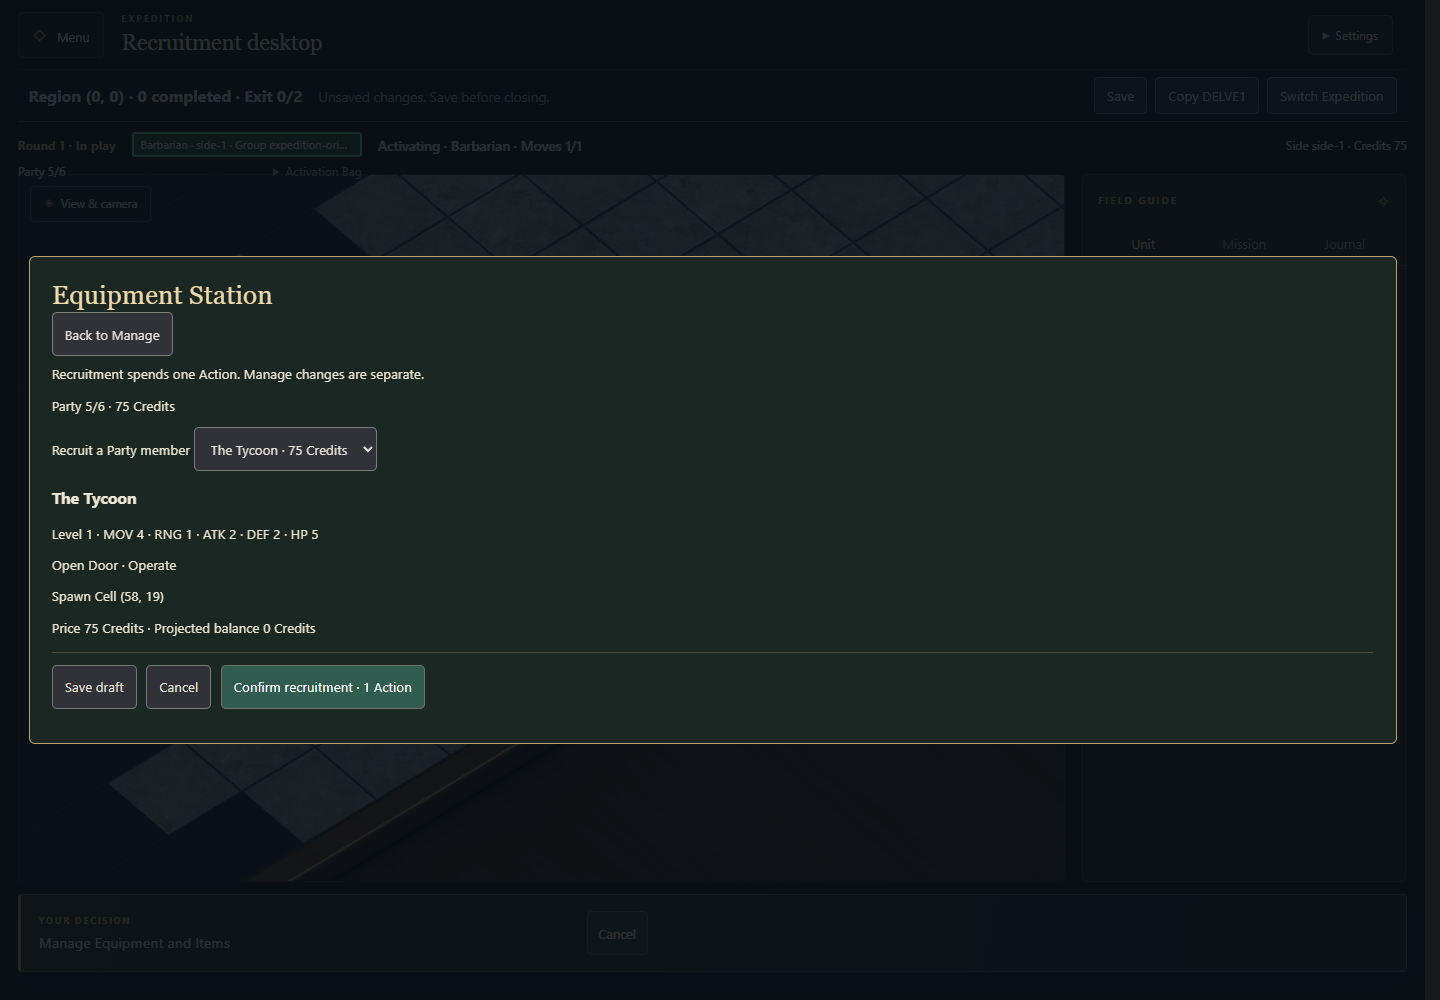 Menu
EXPEDITION
Recruitment desktop
Settings
Region (0, 0) · 0 completed · Exit 0/2
Unsaved changes. Save before closing.
Save
Copy DELVE1
Switch Expedition
Round 1 · In play
Barbarian · side-1 · Group expedition-ori...
Activating · Barbarian · Moves 1/1
Side side-1 · Credits 75
Party 5/6
Activation Bag
View & camera
FIELD GUIDE
Unit
Mission
Journal
Equipment Station
Back to Manage
Recruitment spends one Action. Manage changes are separate.
Party 5/6 · 75 Credits
Recruit a Party member
The Tycoon · 75 Credits
The Tycoon
Level 1 · MOV 4 · RNG 1 · ATK 2 · DEF 2 · HP 5
Open Door · Operate
Spawn Cell (58, 19)
Price 75 Credits · Projected balance 0 Credits
Save draft
Cancel
Confirm recruitment · 1 Action
YOUR DECISION
Manage Equipment and Items
Cancel